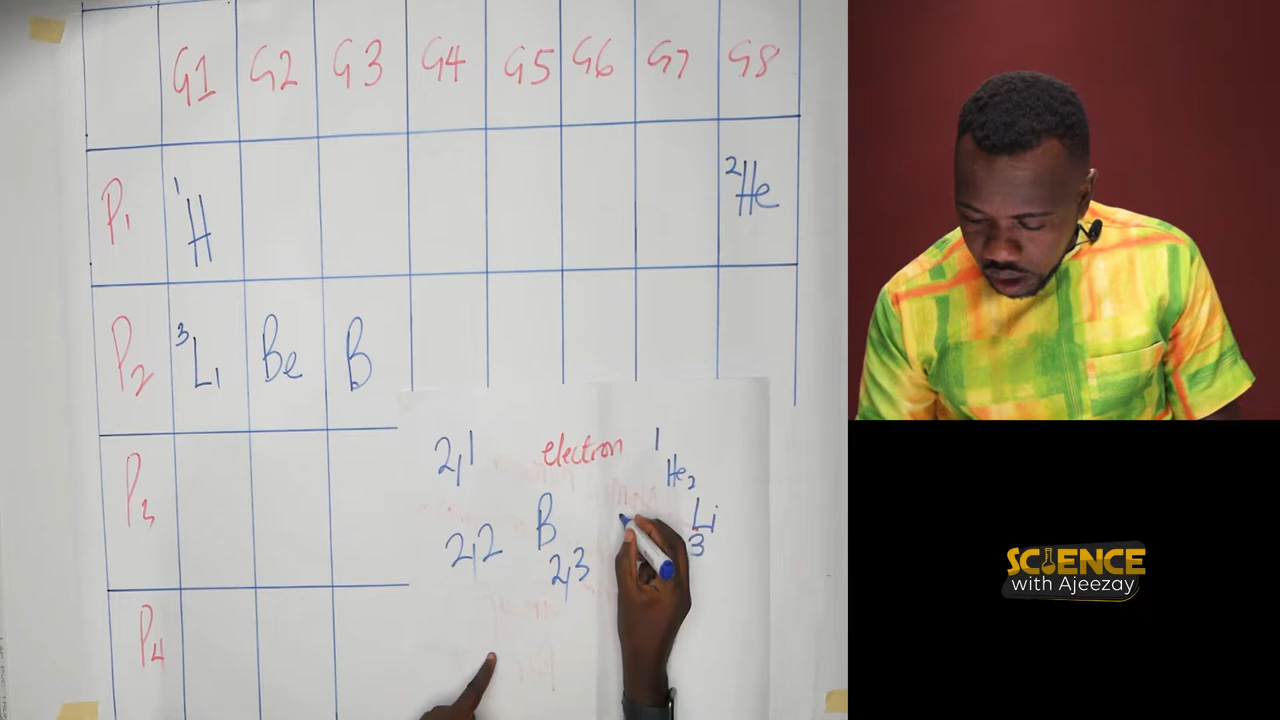 G1 G2 G3 G4 G5 G6 G7 G8
P1 1H 2He
P2 3Li Be B
2,1 electron 1
He2
Li
3
B
2,2
2,3
P3
P4
SCIENCE
with Ajeezay